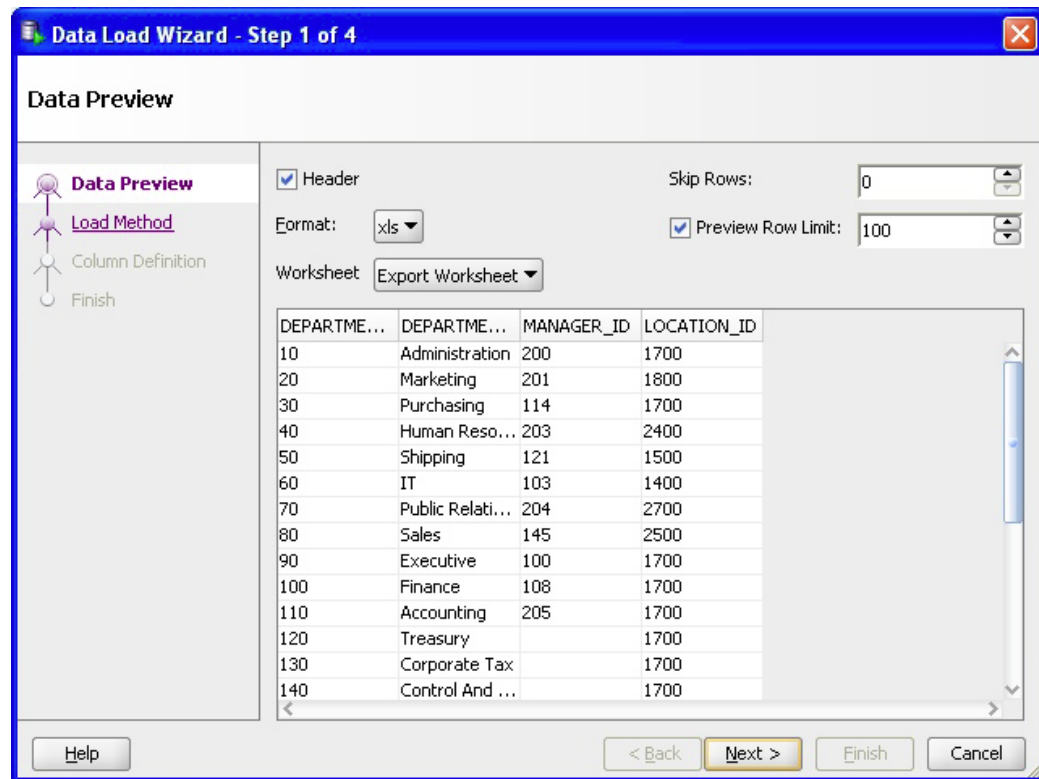 Data Load Wizard - Step 1 of 4
Data Preview
Data Preview
Load Method
Column Definition
Finish
Header
Skip Rows: 0
Format: xls
Preview Row Limit: 100
Worksheet Export Worksheet
DEPARTME... DEPARTME... MANAGER_ID LOCATION_ID
10 Administration 200 1700
20 Marketing 201 1800
30 Purchasing 114 1700
40 Human Reso... 203 2400
50 Shipping 121 1500
60 IT 103 1400
70 Public Relati... 204 2700
80 Sales 145 2500
90 Executive 100 1700
100 Finance 108 1700
110 Accounting 205 1700
120 Treasury 1700
130 Corporate Tax 1700
140 Control And ... 1700
Help < Back Next > Finish Cancel